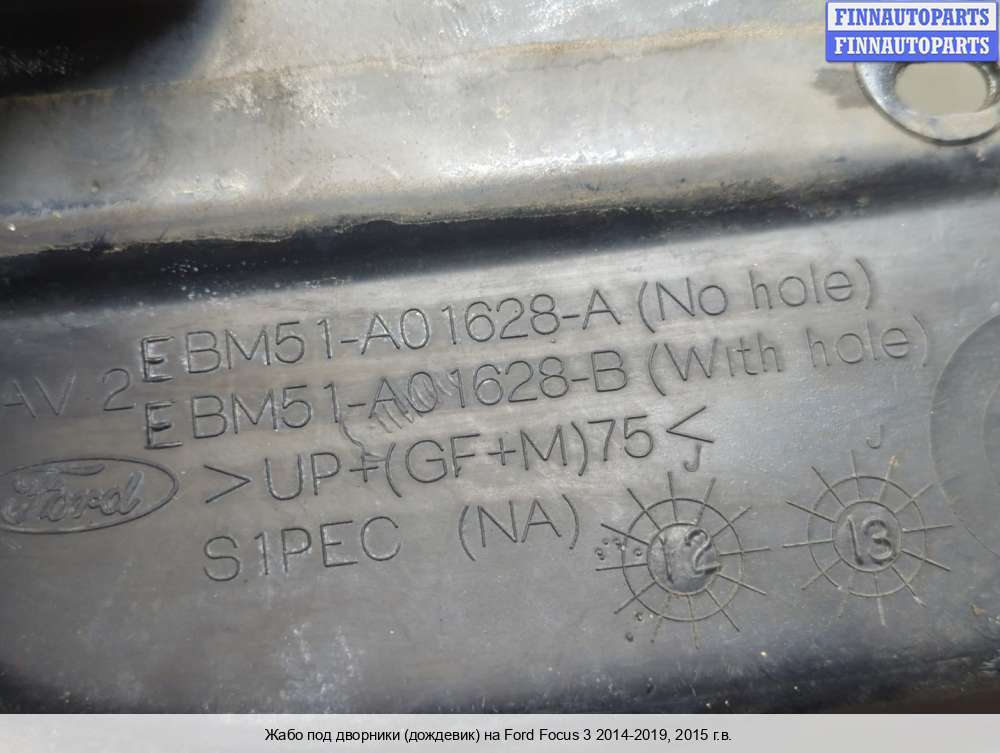 FINNAUTOPARTS
FINNAUTOPARTS
EBM51-A01628-A (No hole)
AV 2
EBM51-A01628-B (With hole)
Ford
>UP+(GF+M)75<
S1PEC (NA)
J
12
J
13
Жабо под дворники (дождевик) на Ford Focus 3 2014-2019, 2015 г.в.